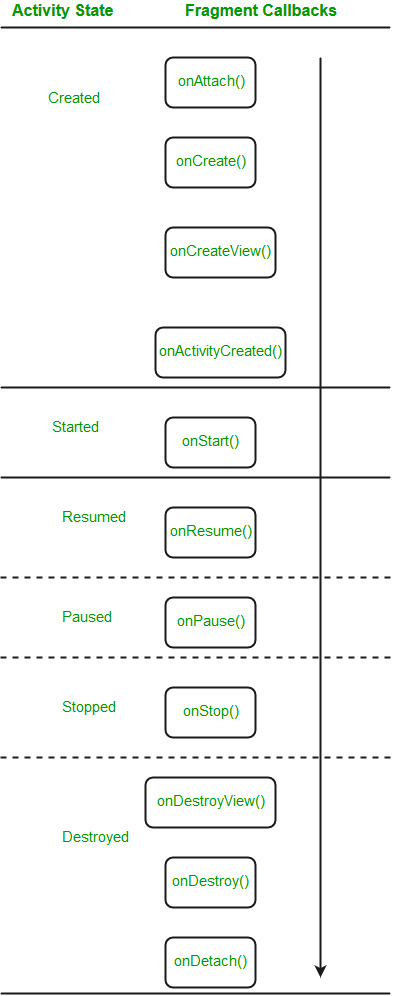 Activity State Fragment Callbacks
onAttach()
Created
onCreate()
onCreateView()
onActivityCreated()
Started
onStart()
Resumed
onResume()
Paused
onPause()
Stopped
onStop()
onDestroyView()
Destroyed
onDestroy()
onDetach()